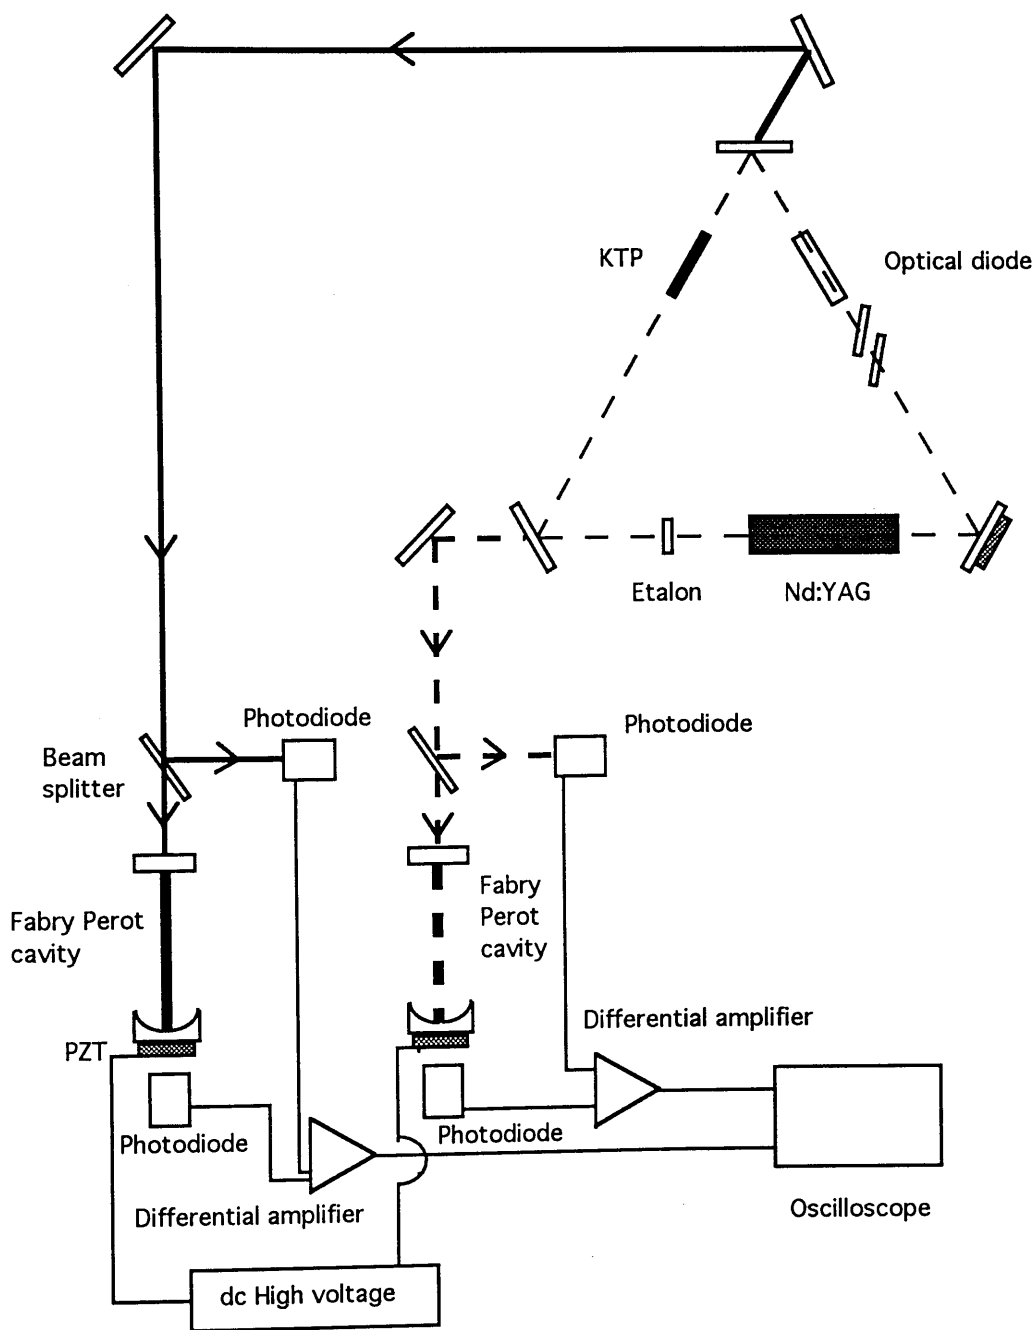 KTP
Optical diode
Etalon
Nd:YAG
Photodiode
Photodiode
Beam
splitter
Fabry
Perot
cavity
Fabry Perot
cavity
Differential amplifier
PZT
Photodiode
Photodiode
Differential amplifier
Oscilloscope
dc High voltage